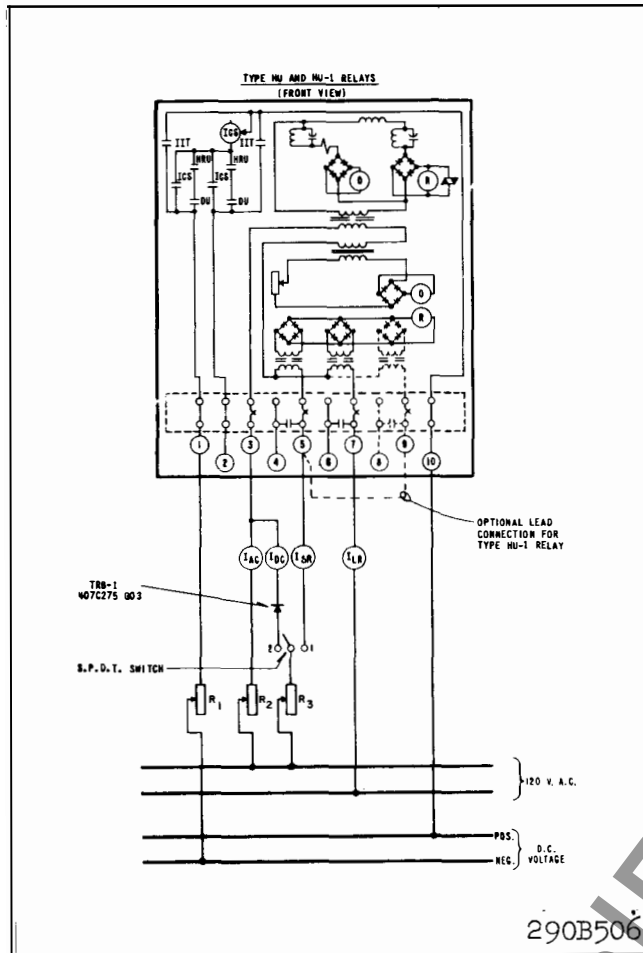 TYPE HU AND HU-1 RELAYS
(FRONT VIEW)
IIT
ICS
IIT
HRU
HRU
ICS
ICS
DU
DU
O
R
O
R
1
2
3
4
5
6
7
8
9
10
OPTIONAL LEAD
CONNECTION FOR
TYPE HU-1 RELAY
IAC
IDC
ISR
ILR
TRB-1
407C275 G03
2
1
S.P.D.T. SWITCH
R1
R2
R3
120 V. A.C.
POS.
D.C.
VOLTAGE
NEG.
290B506